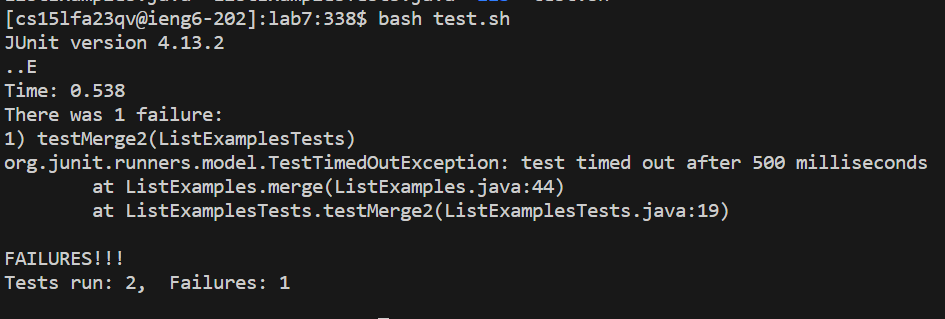 [cs15lfa23qv@ieng6-202]:lab7:338$ bash test.sh
JUnit version 4.13.2
..E
Time: 0.538
There was 1 failure:
1) testMerge2(ListExamplesTests)
org.junit.runners.model.TestTimedOutException: test timed out after 500 milliseconds
        at ListExamples.merge(ListExamples.java:44)
        at ListExamplesTests.testMerge2(ListExamplesTests.java:19)

FAILURES!!!
Tests run: 2,  Failures: 1